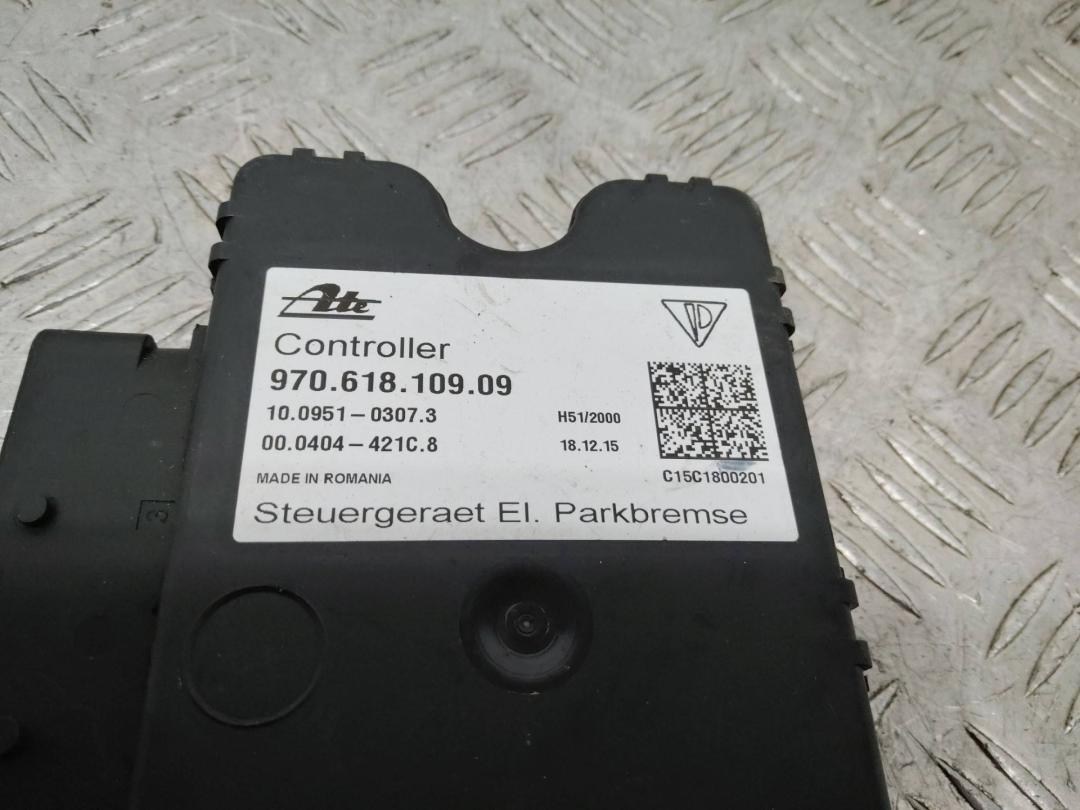 Ate
Controller
970.618.109.09
10.0951-0307.3 H51/2000
00.0404-421C.8 18.12.15
MADE IN ROMANIA C15C1800201
Steuergeraet El. Parkbremse
3